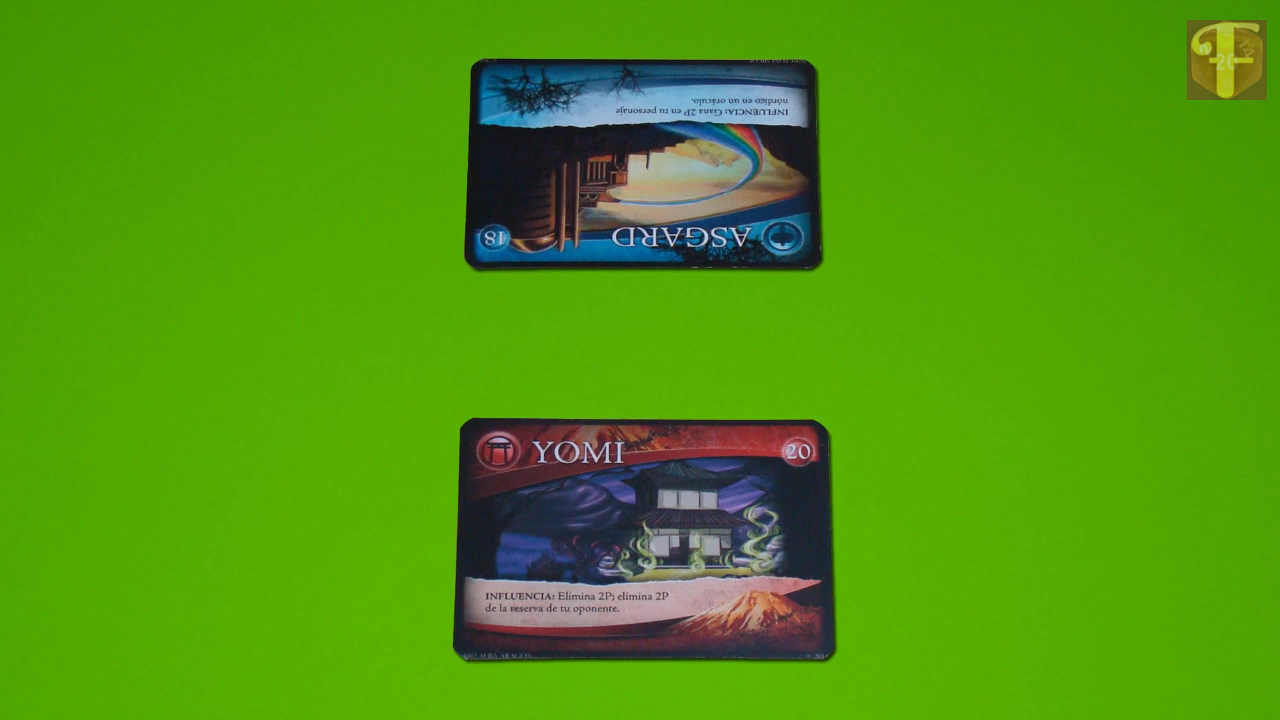 ASGARD
18
INFLUENCIA: Gana 2P en tu personaje
nórdico en un oráculo.
YOMI
20
INFLUENCIA: Elimina 2P; elimina 2P
de la reserva de tu oponente.